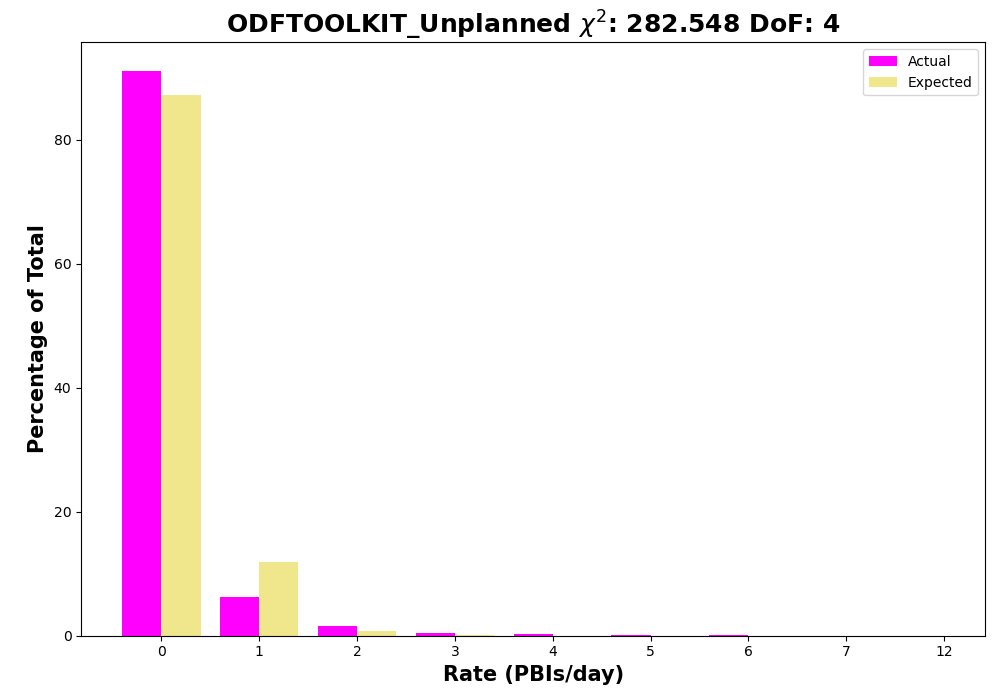 ODFTOOLKIT_Unplanned χ²: 282.548 DoF: 4
Actual
Expected
Percentage of Total
80
60
40
20
0
0 1 2 3 4 5 6 7 12
Rate (PBIs/day)